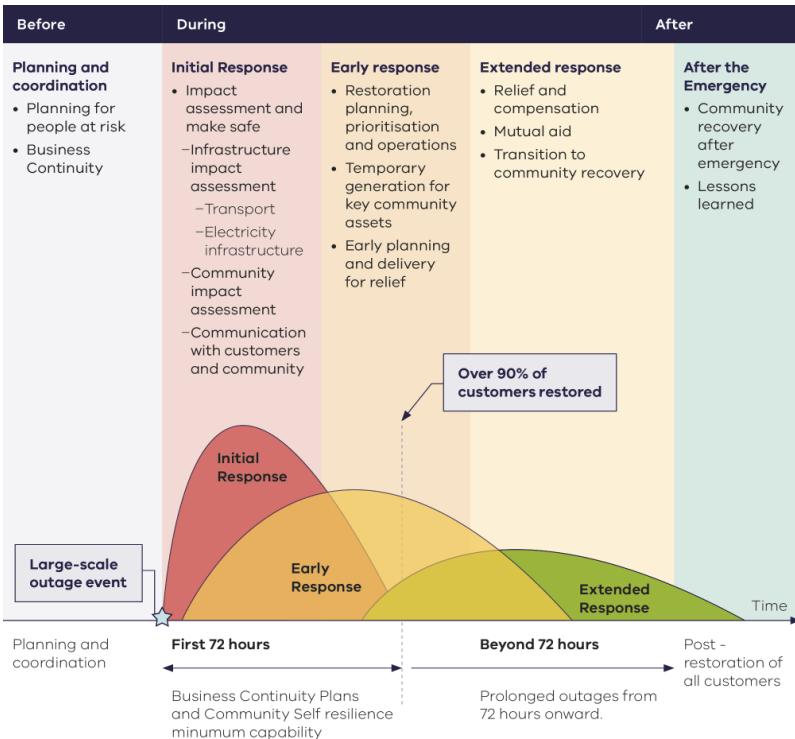 Before
During
After
Planning and
coordination
• Planning for
people at risk
• Business
Continuity
Initial Response
• Impact
assessment and
make safe
–Infrastructure
impact
assessment
–Transport
–Electricity
infrastructure
–Community
impact
assessment
–Communication
with customers
and community
Early response
• Restoration
planning,
prioritisation
and operations
• Temporary
generation for
key community
assets
• Early planning
and delivery
for relief
Extended response
• Relief and
compensation
• Mutual aid
• Transition to
community recovery
After the
Emergency
• Community
recovery
after
emergency
• Lessons
learned
Over 90% of
customers restored
Initial
Response
Large-scale
outage event
Early
Response
Extended
Response
Time
Planning and
coordination
First 72 hours
Business Continuity Plans
and Community Self resilience
minumum capability
Beyond 72 hours
Prolonged outages from
72 hours onward.
Post -
restoration of
all customers